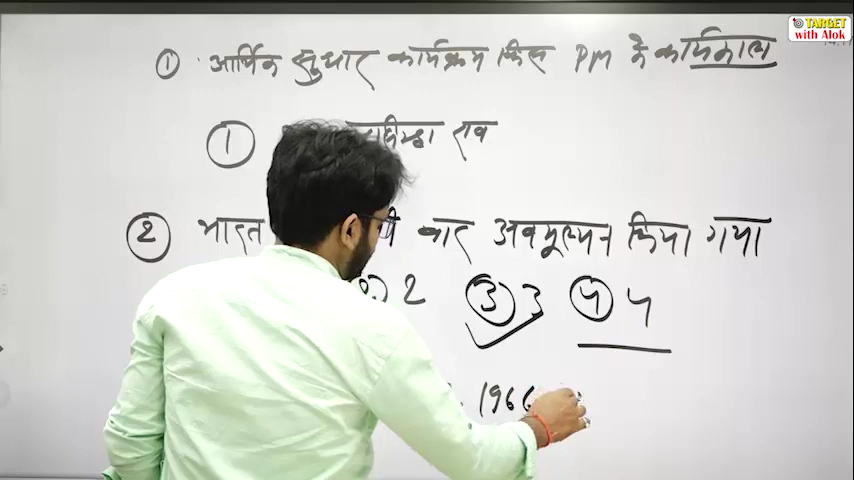 TARGET
with Alok
① आर्थिक सुधार कार्यक्रम किस PM के कार्यकाल
① राव
② भारत बार अवमूल्यन किया गया
2 ③ 3 ④ 4
1966